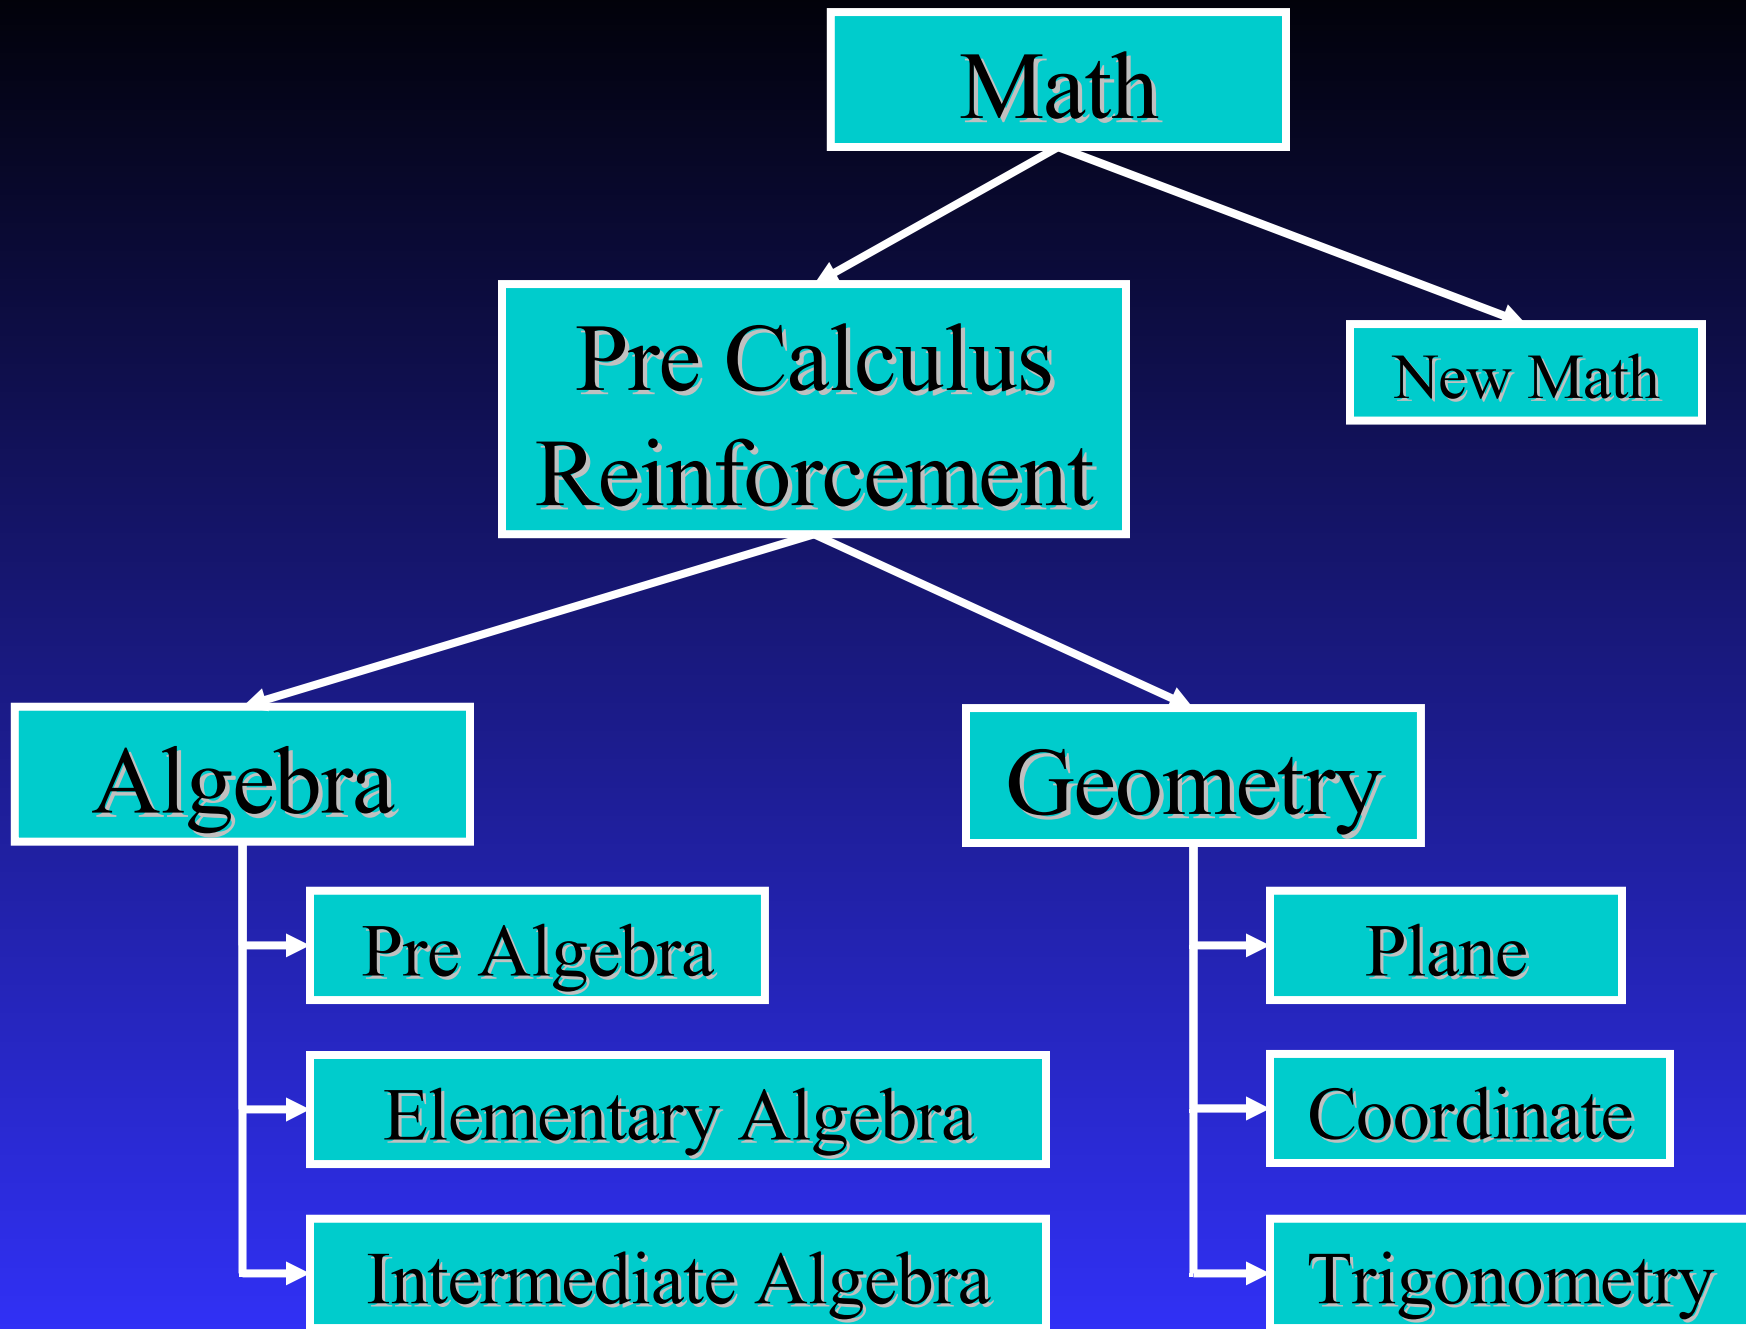 Math
Pre Calculus
Reinforcement
New Math
Algebra
Geometry
Pre Algebra
Plane
Elementary Algebra
Coordinate
Intermediate Algebra
Trigonometry